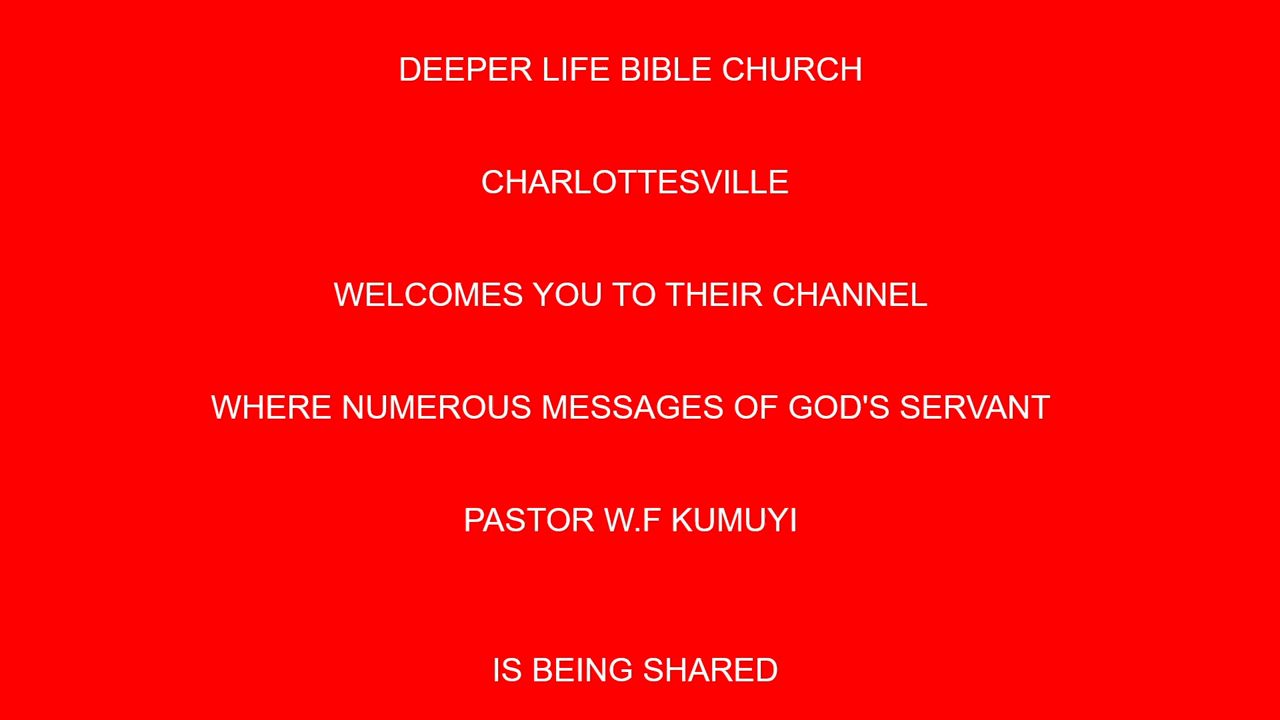 DEEPER LIFE BIBLE CHURCH
CHARLOTTESVILLE
WELCOMES YOU TO THEIR CHANNEL
WHERE NUMEROUS MESSAGES OF GOD'S SERVANT
PASTOR W.F KUMUYI
IS BEING SHARED